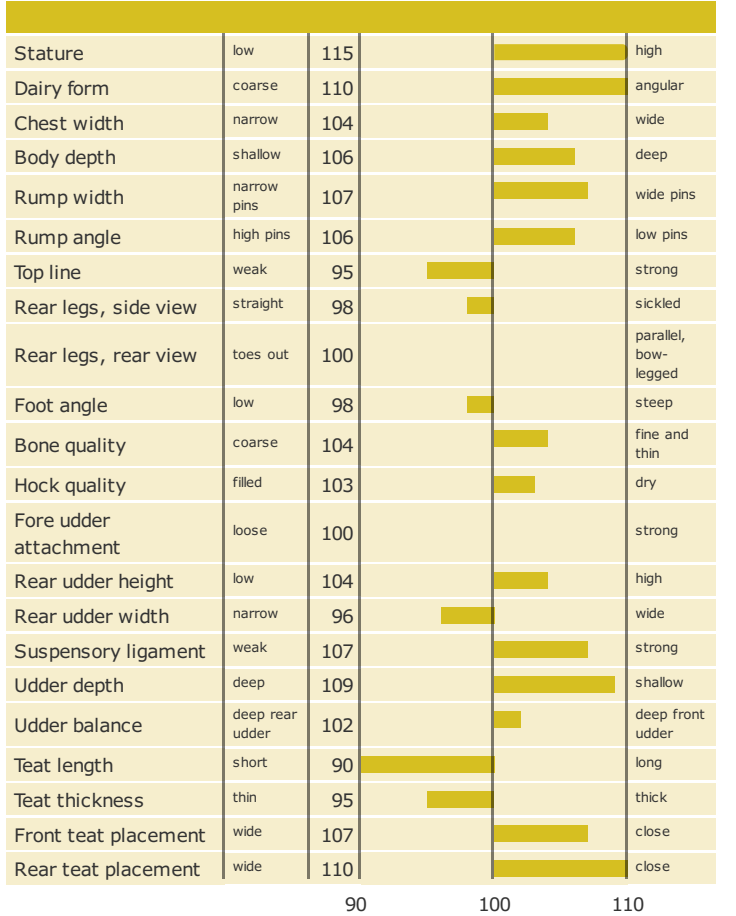 Stature low 115 high
Dairy form coarse 110 angular
Chest width narrow 104 wide
Body depth shallow 106 deep
Rump width narrow pins 107 wide pins
Rump angle high pins 106 low pins
Top line weak 95 strong
Rear legs, side view straight 98 sickled
Rear legs, rear view toes out 100 parallel, bow-legged
Foot angle low 98 steep
Bone quality coarse 104 fine and thin
Hock quality filled 103 dry
Fore udder attachment loose 100 strong
Rear udder height low 104 high
Rear udder width narrow 96 wide
Suspensory ligament weak 107 strong
Udder depth deep 109 shallow
Udder balance deep rear udder 102 deep front udder
Teat length short 90 long
Teat thickness thin 95 thick
Front teat placement wide 107 close
Rear teat placement wide 110 close
90 100 110